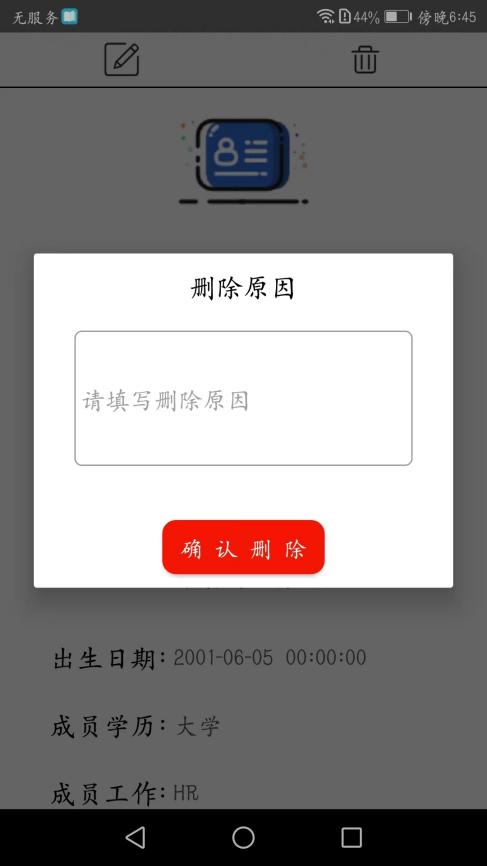 无服务 44% 傍晚6:45
删除原因
请填写删除原因
确认删除
出生日期: 2001-06-05 00:00:00
成员学历: 大学
成员工作: HR